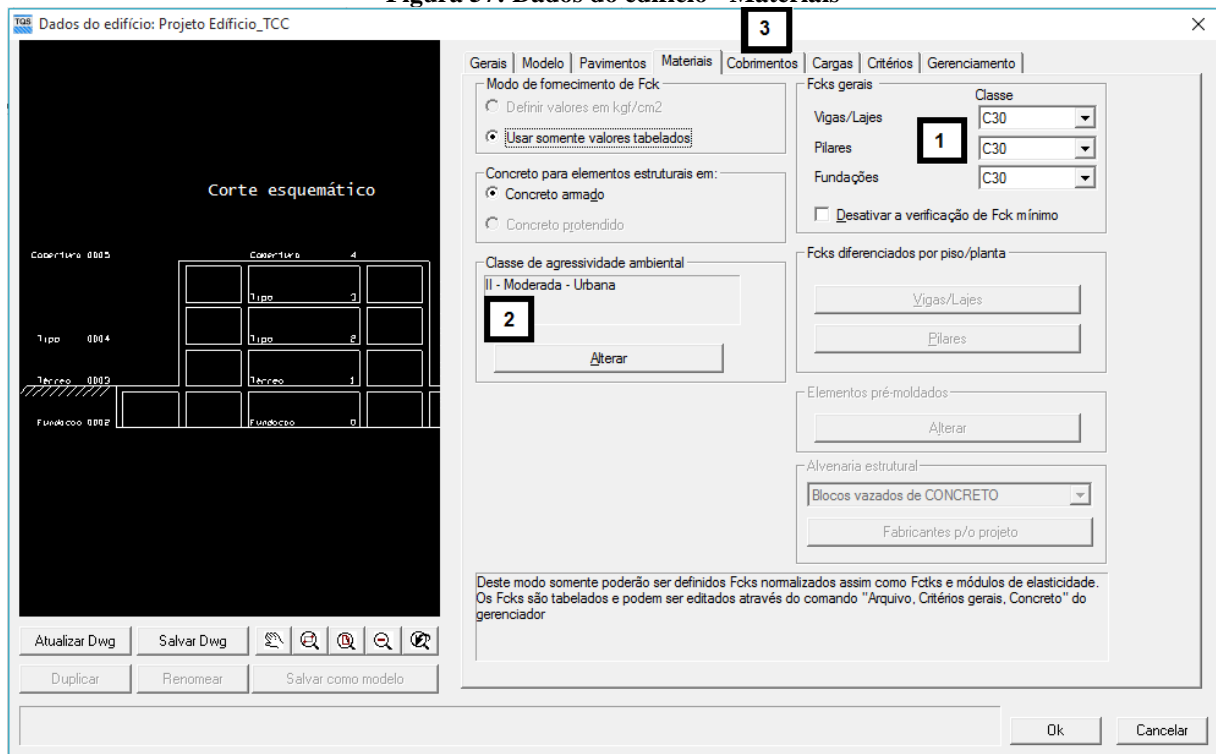 Figura 37: Dados do edifício - Materiais
TQS Dados do edifício: Projeto Edíficio_TCC
3
Gerais Modelo Pavimentos Materiais Cobrimentos Cargas Critérios Gerenciamento
Modo de fornecimento de Fck
Definir valores em kgf/cm2
Usar somente valores tabelados
Concreto para elementos estruturais em:
Concreto armado
Concreto protendido
Classe de agressividade ambiental
II - Moderada - Urbana
2
Alterar
Fcks gerais
Classe
Vigas/Lajes C30
Pilares 1 C30
Fundações C30
Desativar a verificação de Fck mínimo
Fcks diferenciados por piso/planta
Vigas/Lajes
Pilares
Elementos pré-moldados
Alterar
Alvenaria estrutural
Blocos vazados de CONCRETO
Fabricantes p/o projeto
Deste modo somente poderão ser definidos Fcks normalizados assim como Fctks e módulos de elasticidade.
Os Fcks são tabelados e podem ser editados através do comando "Arquivo, Critérios gerais, Concreto" do
gerenciador
Corte esquemático
Cobertura 0005 Cobertura 4
Tipo 3
Tipo 0004 Tipo 2
Térreo 0003 Térreo 1
Fundacao 0002 Fundacao 0
Atualizar Dwg Salvar Dwg
Duplicar Renomear Salvar como modelo
Ok Cancelar